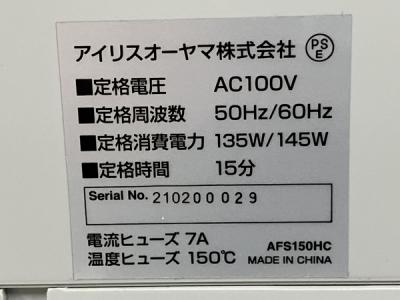 アイリスオーヤマ株式会社
PS
E
■定格電圧 AC100V
■定格周波数 50Hz/60Hz
■定格消費電力 135W/145W
■定格時間 15分
Serial No. 210200029
電流ヒューズ 7A
温度ヒューズ 150℃
AFS150HC
MADE IN CHINA